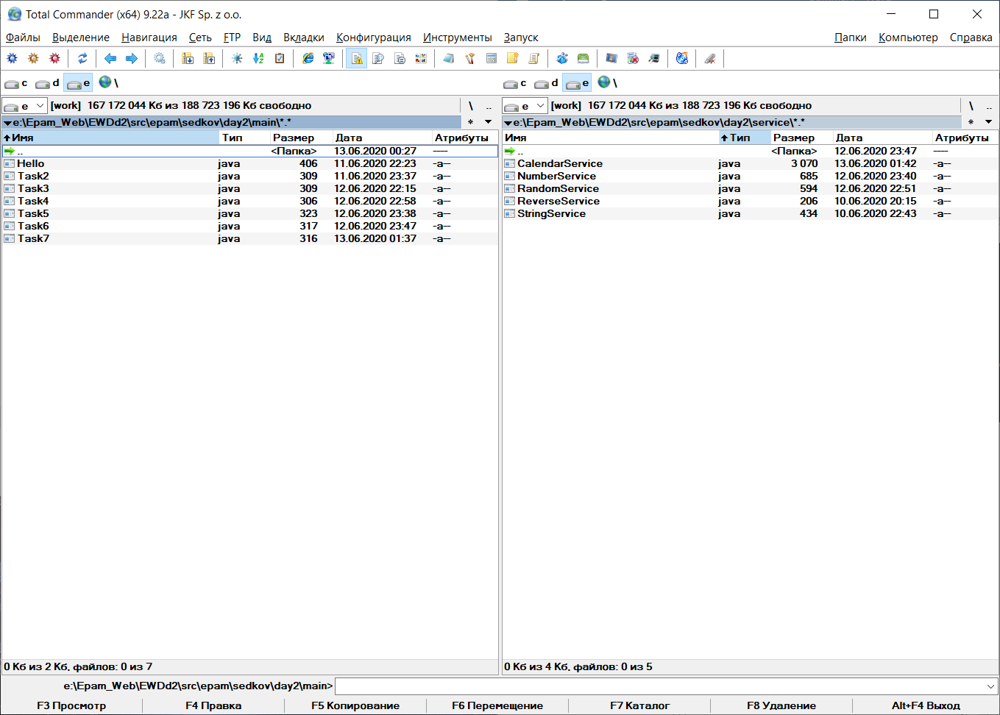 Total Commander (x64) 9.22a - JKF Sp. z o.o.
Файлы Выделение Навигация Сеть FTP Вид Вкладки Конфигурация Инструменты Запуск Папки Компьютер Справка
c d e \ c d e \
e [work] 167 172 044 Кб из 188 723 196 Кб свободно \ .. e [work] 167 172 044 Кб из 188 723 196 Кб свободно \ ..
e:\Epam_Web\EWDd2\src\epam\sedkov\day2\main\*.* * e:\Epam_Web\EWDd2\src\epam\sedkov\day2\service\*.* *
Имя Тип Размер Дата Атрибуты Имя Тип Размер Дата Атрибуты
.. <Папка> 13.06.2020 00:27 ---- .. <Папка> 12.06.2020 23:47 ----
Hello java 406 11.06.2020 22:23 -a-- CalendarService java 3 070 13.06.2020 01:42 -a--
Task2 java 309 11.06.2020 23:37 -a-- NumberService java 685 12.06.2020 23:40 -a--
Task3 java 309 12.06.2020 22:15 -a-- RandomService java 594 12.06.2020 22:51 -a--
Task4 java 306 12.06.2020 22:58 -a-- ReverseService java 206 10.06.2020 20:15 -a--
Task5 java 323 12.06.2020 23:38 -a-- StringService java 434 10.06.2020 22:43 -a--
Task6 java 317 12.06.2020 23:47 -a--
Task7 java 316 13.06.2020 01:37 -a--
0 Кб из 2 Кб, файлов: 0 из 7 0 Кб из 4 Кб, файлов: 0 из 5
e:\Epam_Web\EWDd2\src\epam\sedkov\day2\main>
F3 Просмотр F4 Правка F5 Копирование F6 Перемещение F7 Каталог F8 Удаление Alt+F4 Выход